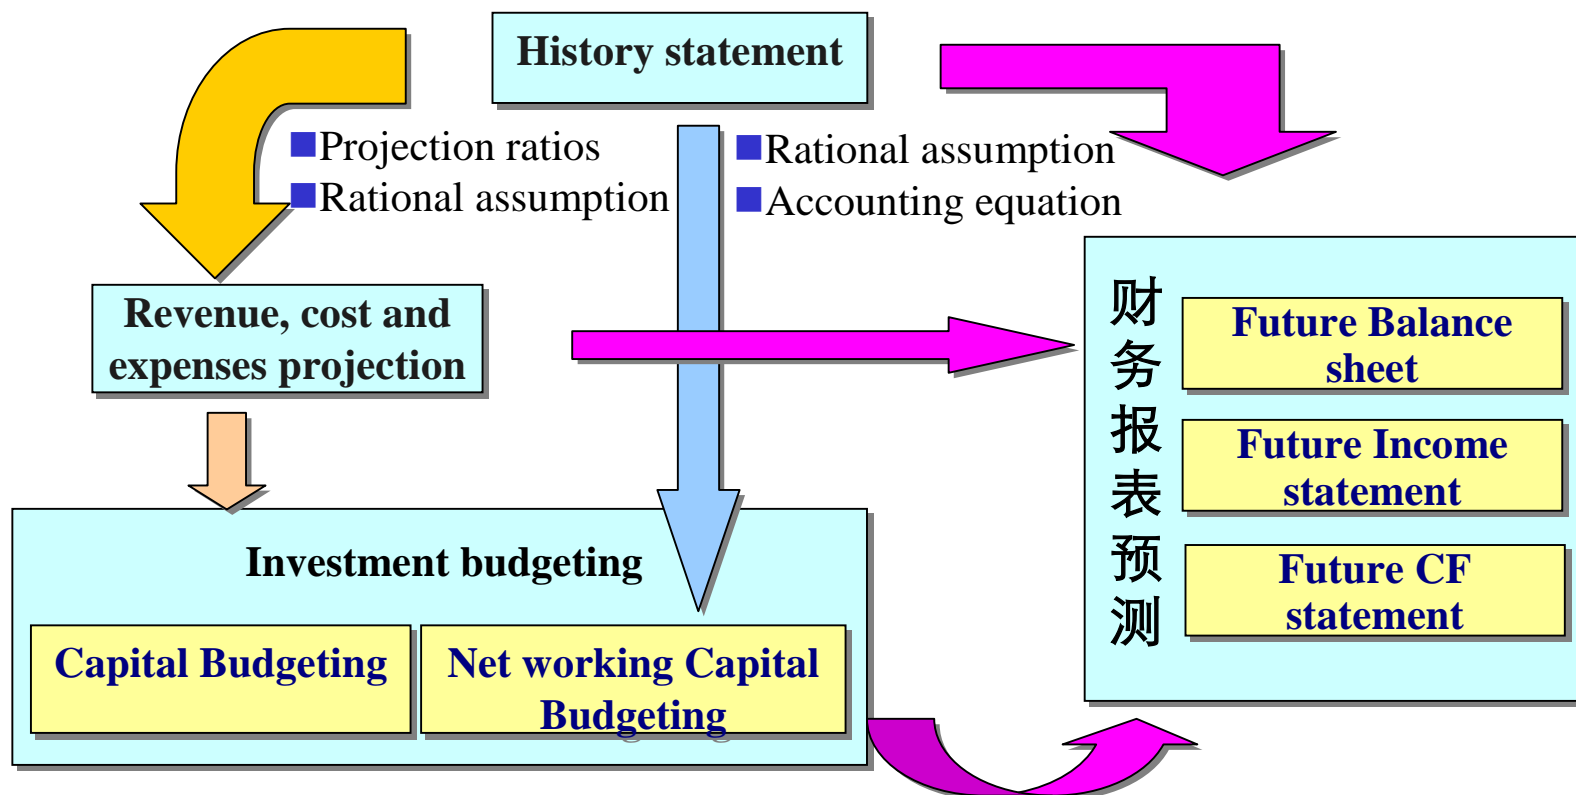 History statement
Projection ratios
Rational assumption
Rational assumption
Accounting equation
Revenue, cost and
expenses projection
Investment budgeting
Capital Budgeting
Net working Capital
Budgeting
财务报表预测
Future Balance
sheet
Future Income
statement
Future CF
statement